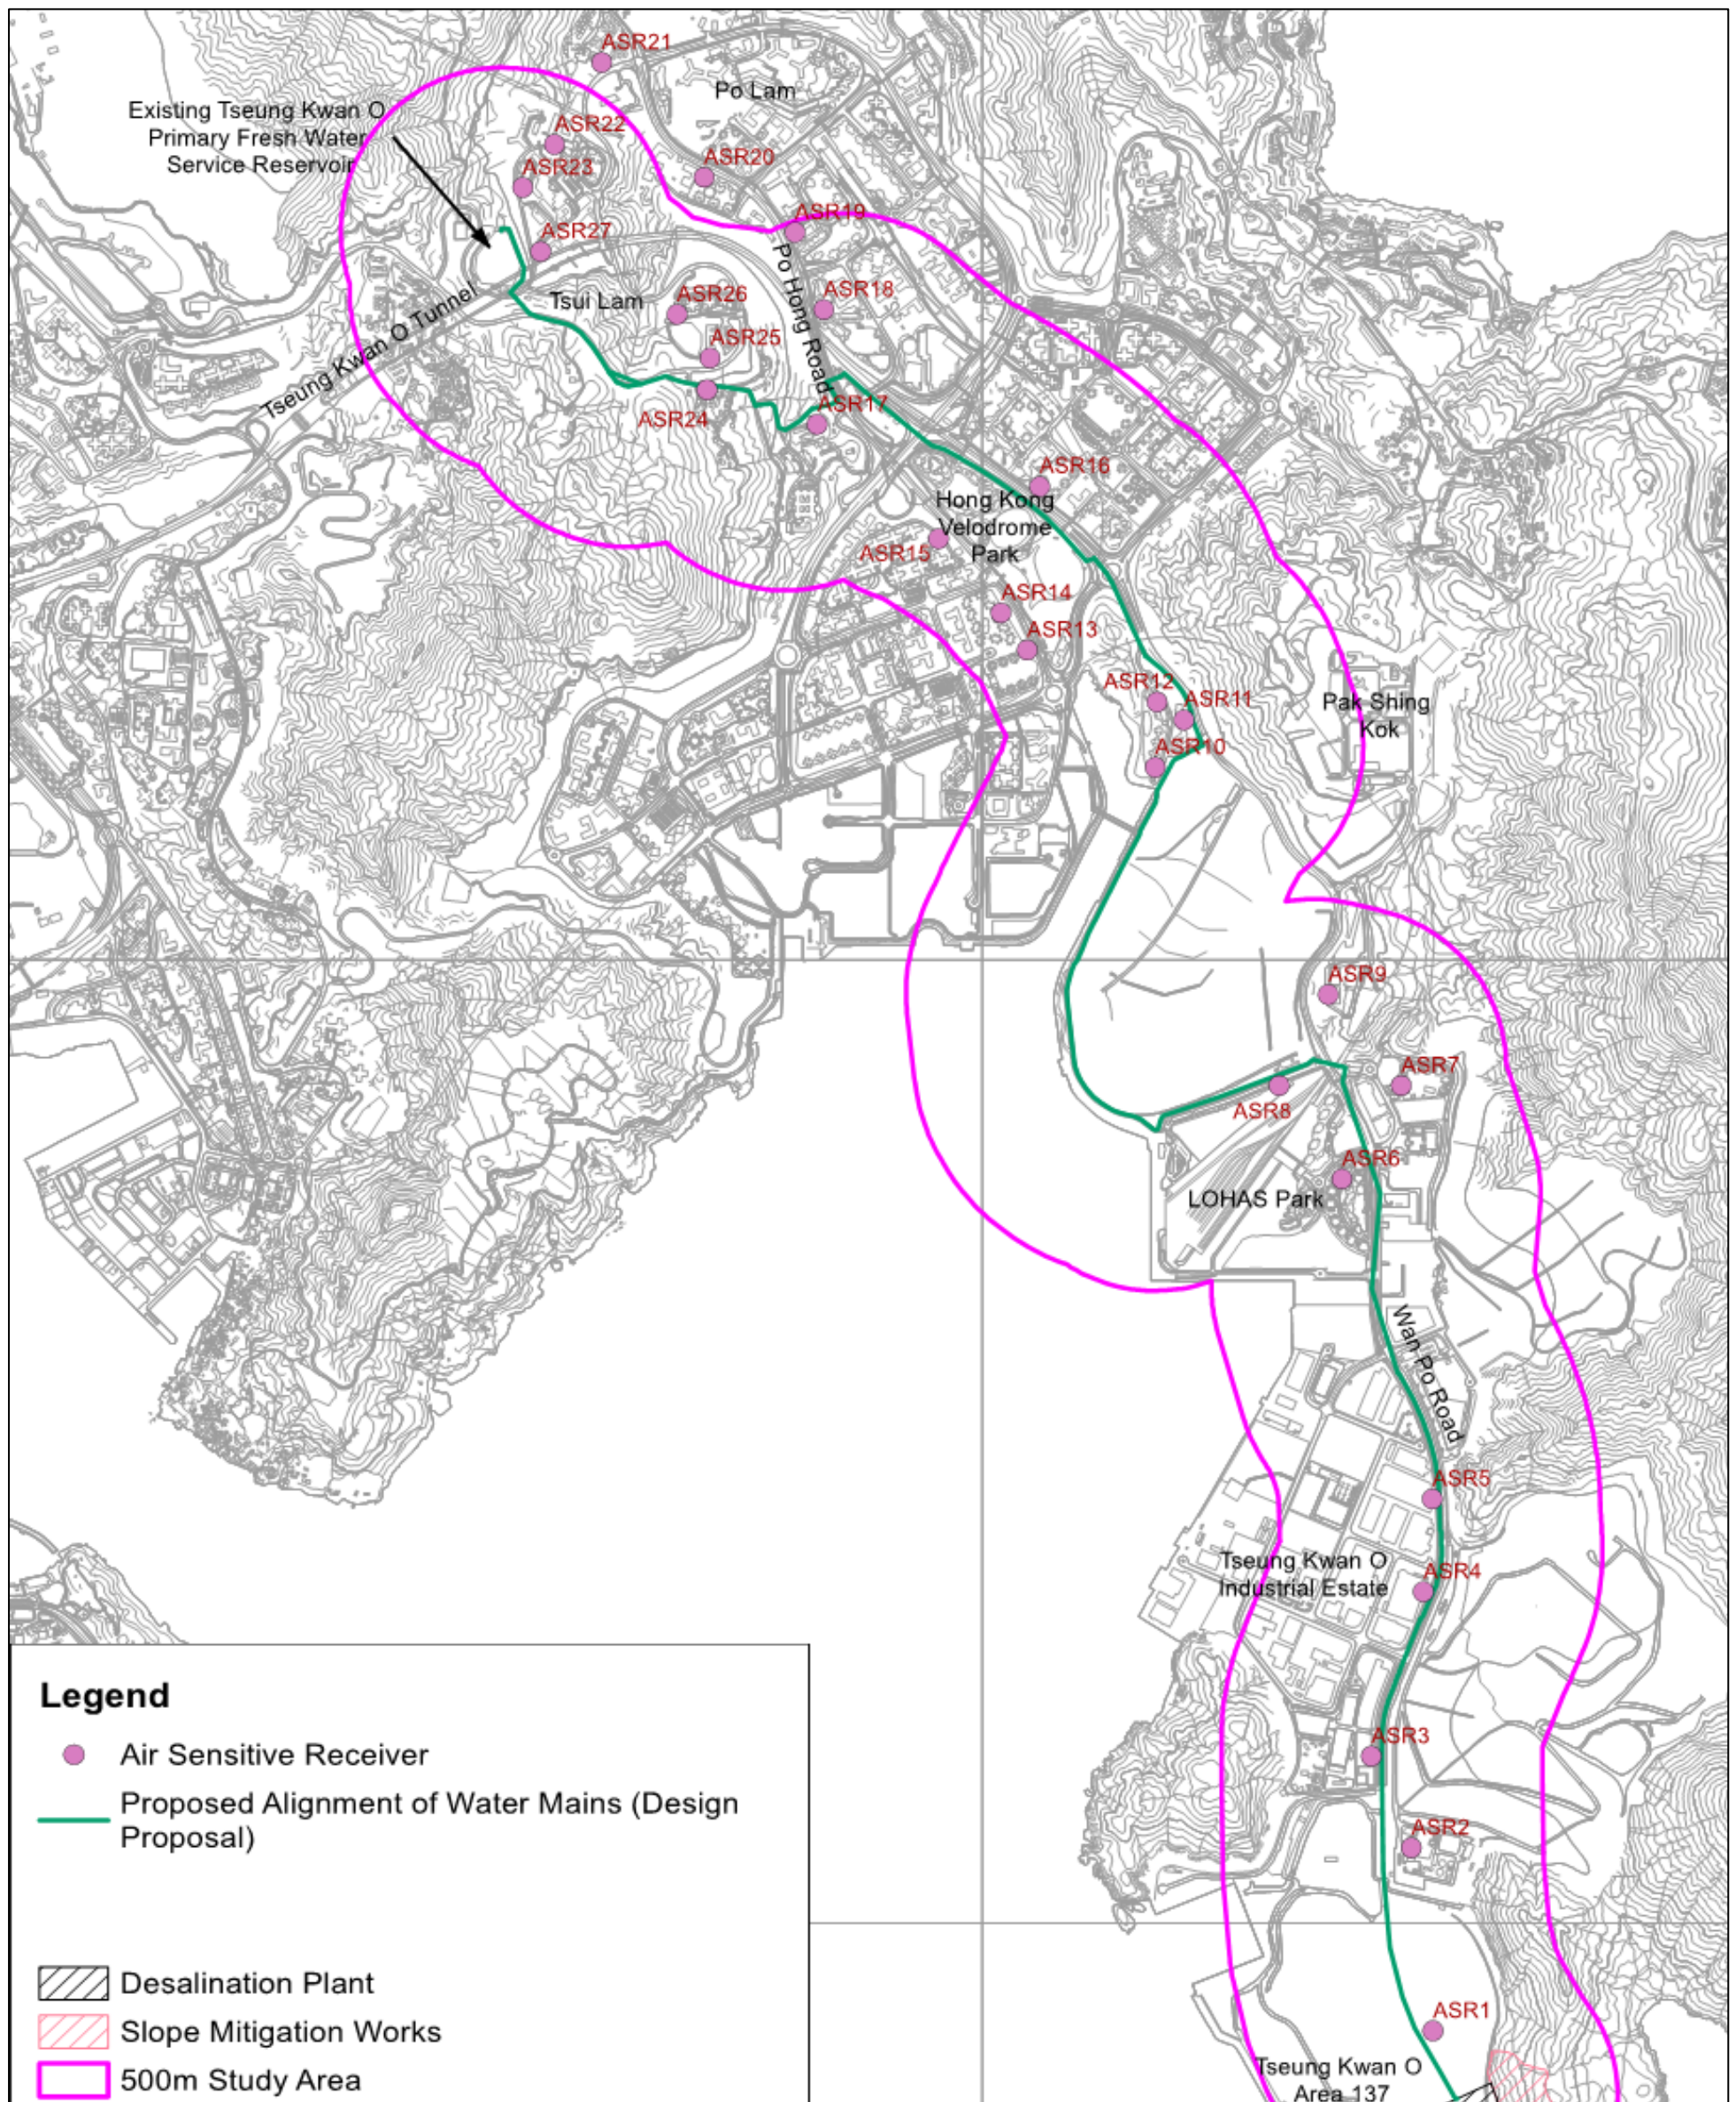 ASR21
Po Lam
Existing Tseung Kwan O
Primary Fresh Water
Service Reservoir
ASR22
ASR20
ASR23
ASR19
ASR27
Po Hong Road
Tsui Lam
ASR26
ASR18
Tseung Kwan O Tunnel
ASR25
ASR24
ASR17
ASR16
Hong Kong
Velodrome
Park
ASR15
ASR14
ASR13
ASR12
ASR11
Pak Shing
Kok
ASR10
ASR9
ASR7
ASR8
ASR6
LOHAS Park
Wan Po Road
ASR5
Tseung Kwan O
Industrial Estate
ASR4
ASR3
ASR2
ASR1
Tseung Kwan O
Area 137
Legend
Air Sensitive Receiver
Proposed Alignment of Water Mains (Design
Proposal)
Desalination Plant
Slope Mitigation Works
500m Study Area